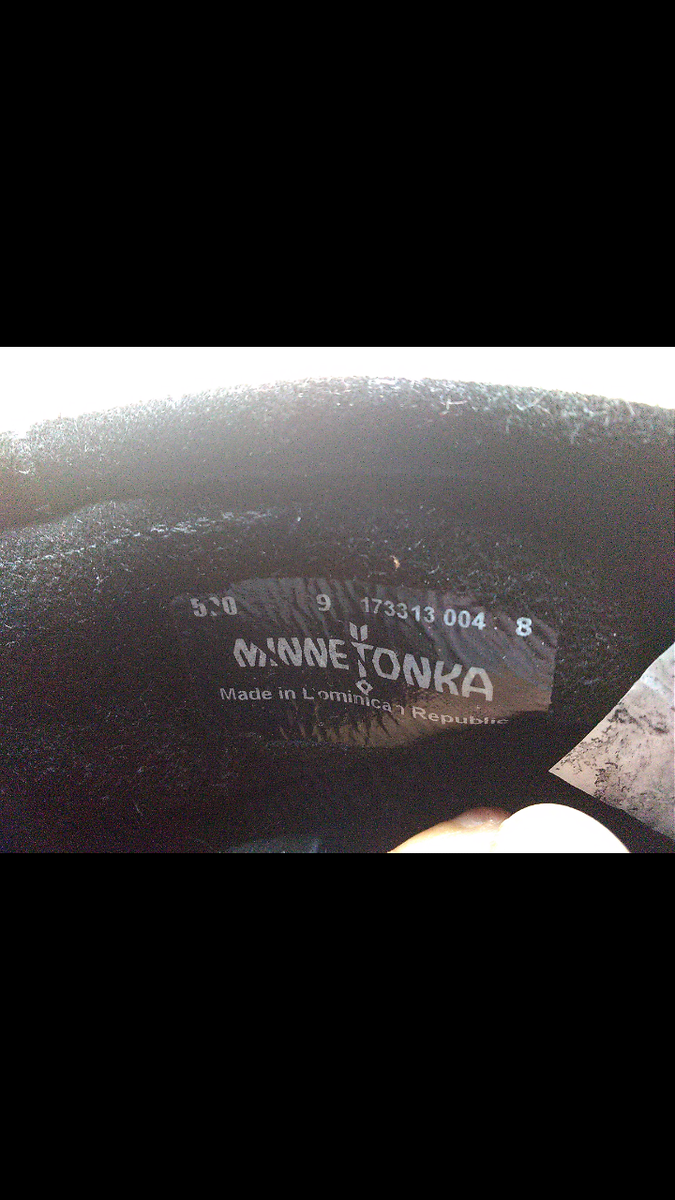 9 173313 004 8
MINNETONKA
Made in Dominican Republic